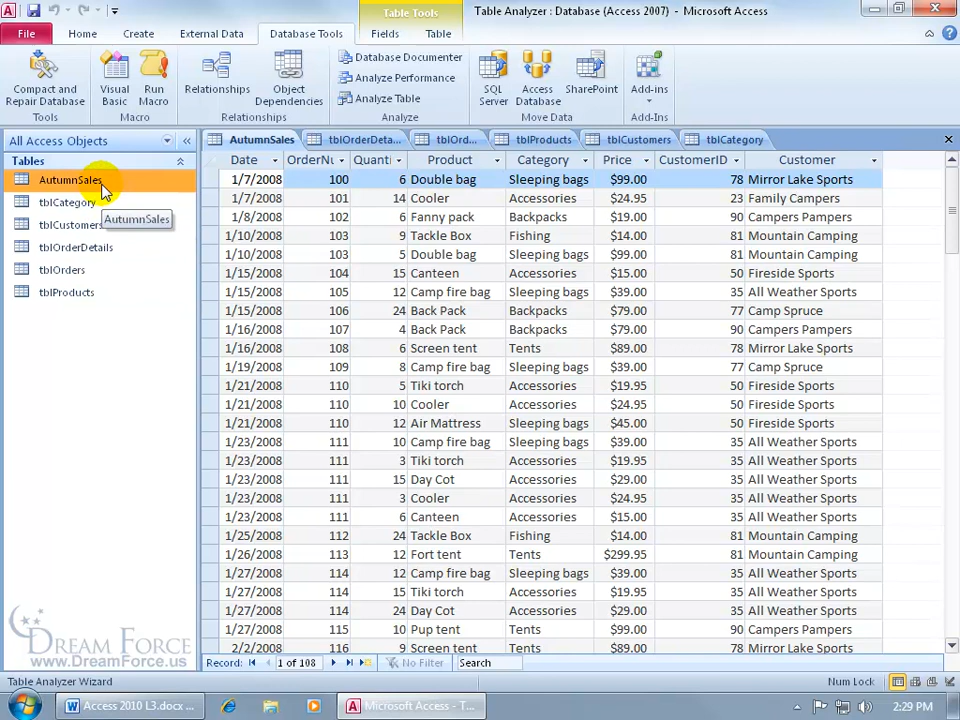 Table Tools
Table Analyzer : Database (Access 2007) - Microsoft Access
File Home Create External Data Database Tools Fields Table
Compact and Repair Database
Visual Basic
Run Macro
Relationships
Object Dependencies
Database Documenter
Analyze Performance
Analyze Table
SQL Server
Access Database
SharePoint
Add-ins
Tools Macro Relationships Analyze Move Data Add-Ins
All Access Objects
Tables
AutumnSales
tblCategory
AutumnSales
tblCustomers
tblOrderDetails
tblOrders
tblProducts
AutumnSales tblOrderDeta... tblOrd... tblProducts tblCustomers tblCategory
Date OrderNu Quanti Product Category Price CustomerID Customer
1/7/2008 100 6 Double bag Sleeping bags $99.00 78 Mirror Lake Sports
1/7/2008 101 14 Cooler Accessories $24.95 23 Family Campers
1/8/2008 102 6 Fanny pack Backpacks $19.00 90 Campers Pampers
1/10/2008 103 9 Tackle Box Fishing $14.00 81 Mountain Camping
1/10/2008 103 5 Double bag Sleeping bags $99.00 81 Mountain Camping
1/15/2008 104 15 Canteen Accessories $15.00 50 Fireside Sports
1/15/2008 105 12 Camp fire bag Sleeping bags $39.00 35 All Weather Sports
1/15/2008 106 24 Back Pack Backpacks $79.00 77 Camp Spruce
1/16/2008 107 4 Back Pack Backpacks $79.00 90 Campers Pampers
1/16/2008 108 6 Screen tent Tents $89.00 78 Mirror Lake Sports
1/19/2008 109 8 Camp fire bag Sleeping bags $39.00 77 Camp Spruce
1/21/2008 110 5 Tiki torch Accessories $19.95 50 Fireside Sports
1/21/2008 110 10 Cooler Accessories $24.95 50 Fireside Sports
1/21/2008 110 12 Air Mattress Sleeping bags $45.00 50 Fireside Sports
1/23/2008 111 10 Camp fire bag Sleeping bags $39.00 35 All Weather Sports
1/23/2008 111 3 Tiki torch Accessories $19.95 35 All Weather Sports
1/23/2008 111 15 Day Cot Accessories $29.00 35 All Weather Sports
1/23/2008 111 3 Cooler Accessories $24.95 35 All Weather Sports
1/23/2008 111 6 Canteen Accessories $15.00 35 All Weather Sports
1/25/2008 112 24 Tackle Box Fishing $14.00 81 Mountain Camping
1/26/2008 113 12 Fort tent Tents $299.95 81 Mountain Camping
1/27/2008 114 12 Camp fire bag Sleeping bags $39.00 35 All Weather Sports
1/27/2008 114 15 Tiki torch Accessories $19.95 35 All Weather Sports
1/27/2008 114 24 Day Cot Accessories $29.00 35 All Weather Sports
1/27/2008 115 10 Pup tent Tents $99.00 90 Campers Pampers
2/2/2008 116 9 Screen tent Tents $89.00 78 Mirror Lake Sports
Record: 1 of 108 No Filter Search
DREAM FORCE
www.DreamForce.us
Table Analyzer Wizard Num Lock
Access 2010 L3.docx ... Microsoft Access - T... 2:29 PM